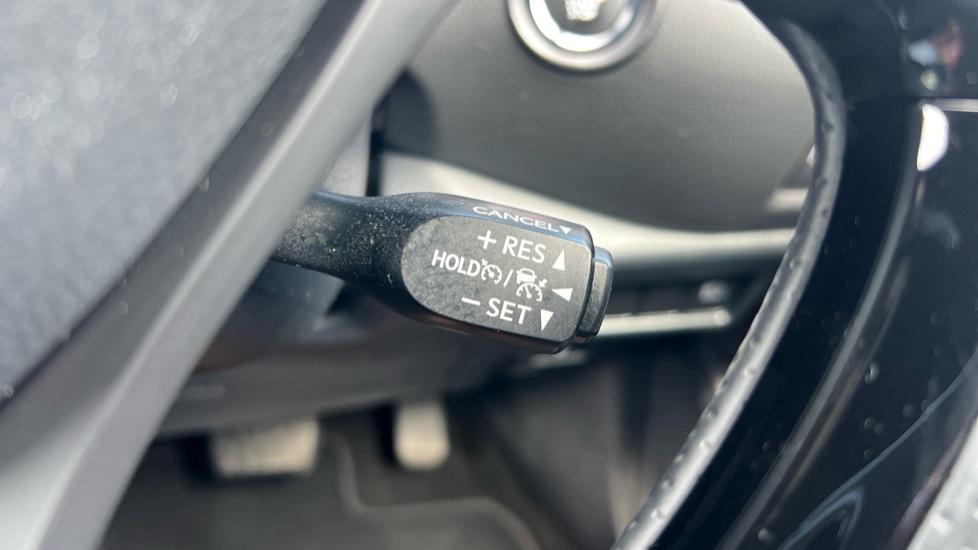 CANCEL▼
+ RES ▲
HOLD / ◀
− SET ▼